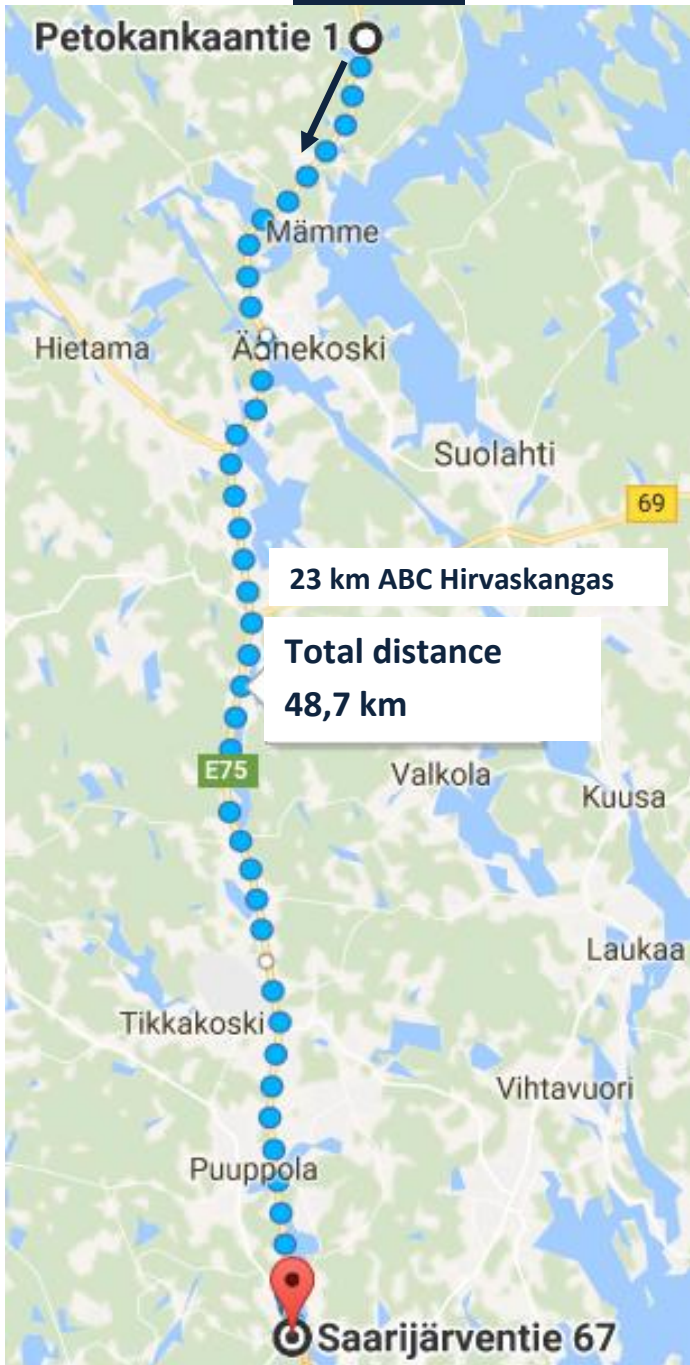 Petokankaantie 1
Mämme
Hietama
Äänekoski
Suolahti
69
23 km ABC Hirvaskangas
Total distance
48,7 km
E75
Valkola
Kuusa
Laukaa
Tikkakoski
Vihtavuori
Puuppola
Saarijärventie 67